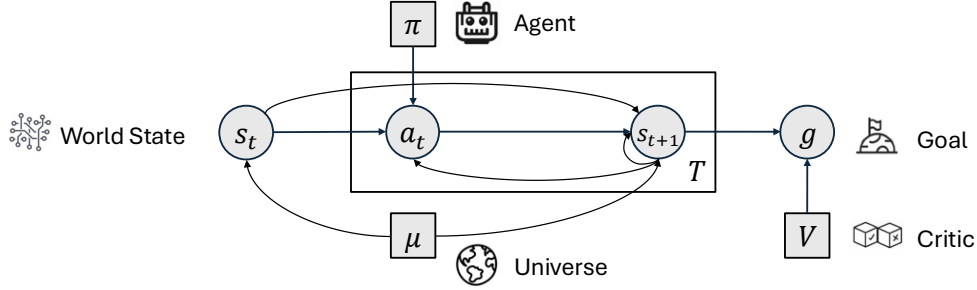 π Agent
World State
s_t
a_t
s_{t+1}
g
Goal
T
μ
Universe
V
Critic